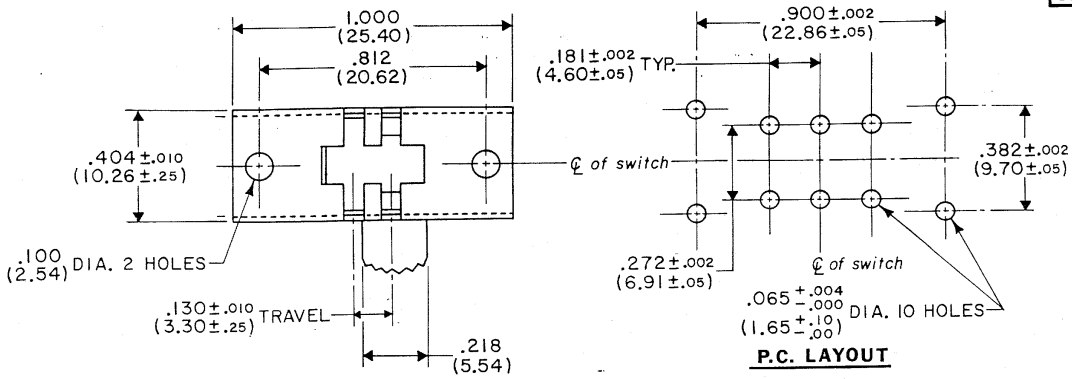 1.000
(25.40)
.812
(20.62)
.404±.010
(10.26±.25)
.100
(2.54) DIA. 2 HOLES
.130±.010
(3.30±.25) TRAVEL
.218
(5.54)
.900±.002
(22.86±.05)
.181±.002
(4.60±.05) TYP.
℄ of switch
.382±.002
(9.70±.05)
.272±.002
(6.91±.05)
℄ of switch
.065+.004
-.000
(1.65+.10
-.00) DIA. 10 HOLES
P.C. LAYOUT